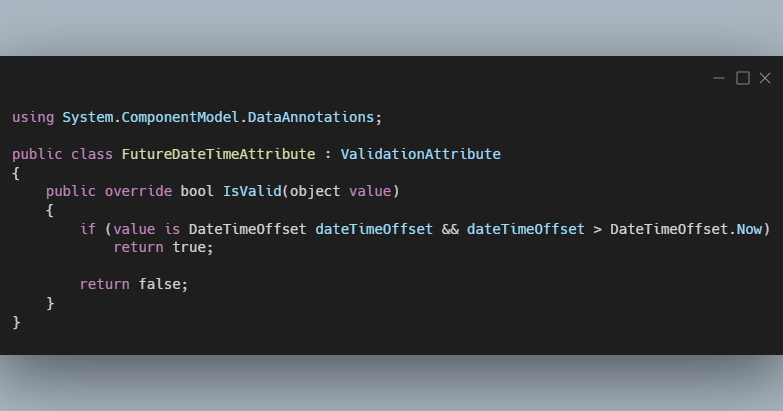 using System.ComponentModel.DataAnnotations;
public class FutureDateTimeAttribute : ValidationAttribute
{
    public override bool IsValid(object value)
    {
        if (value is DateTimeOffset dateTimeOffset && dateTimeOffset > DateTimeOffset.Now)
            return true;
        return false;
    }
}